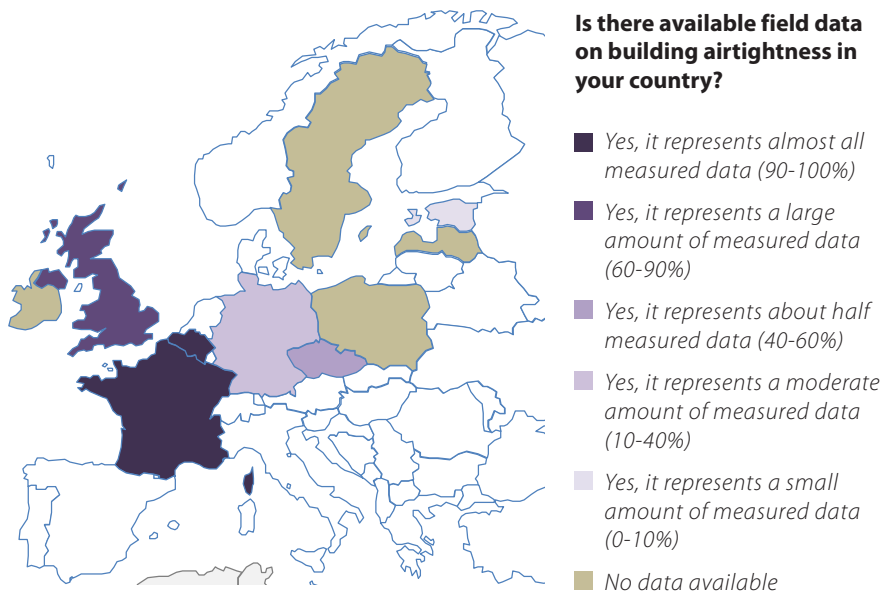 Is there available field data
on building airtightness in
your country?
Yes, it represents almost all
measured data (90-100%)
Yes, it represents a large
amount of measured data
(60-90%)
Yes, it represents about half
measured data (40-60%)
Yes, it represents a moderate
amount of measured data
(10-40%)
Yes, it represents a small
amount of measured data
(0-10%)
No data available